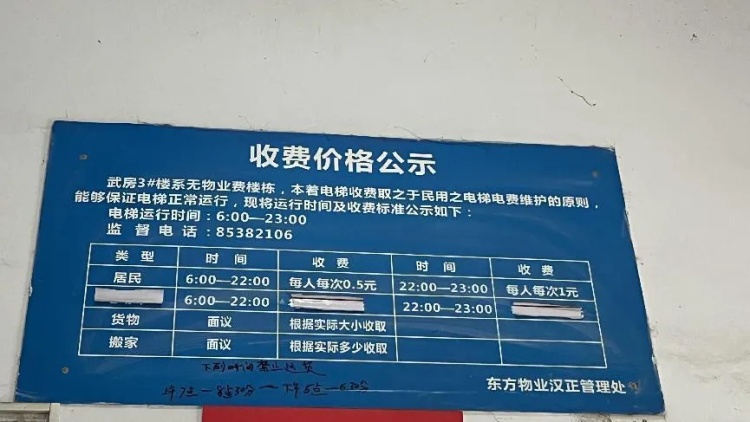 收费价格公示
武房3#楼系无物业费楼栋，本着电梯收费取之于民用之电梯电费维护的原则，
能够保证电梯正常运行，现将运行时间及收费标准公示如下：
电梯运行时间：6:00—23:00
监督电话：85382106
类型 时间 收费 时间 收费
居民 6:00—22:00 每人每次0.5元 22:00—23:00 每人每次1元
6:00—22:00 22:00—23:00
货物 面议 根据实际大小收取
搬家 面议 根据实际多少收取
下列时间禁止运货
东方物业汉正管理处